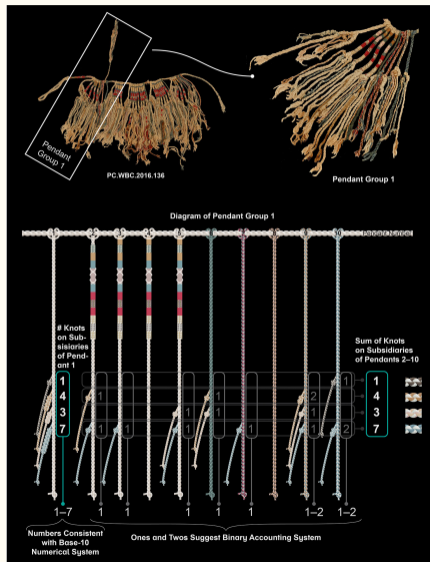 Pendant
Group 1
PC.WBC.2016.136
Pendant Group 1
Diagram of Pendant Group 1
# Knots
on Sub-
sisiaries
of Pend-
ant 1
Sum of Knots
on Subsidiaries
of Pendants 2–10
1 1 1
4 1 1 2 4
3 1 1 1 3
7 1 1 1 1 1 2 7
1–7 1 1 1 1 1 1–2 1–2
Numbers Consistent
with Base-10
Numerical System
Ones and Twos Suggest Binary Accounting System